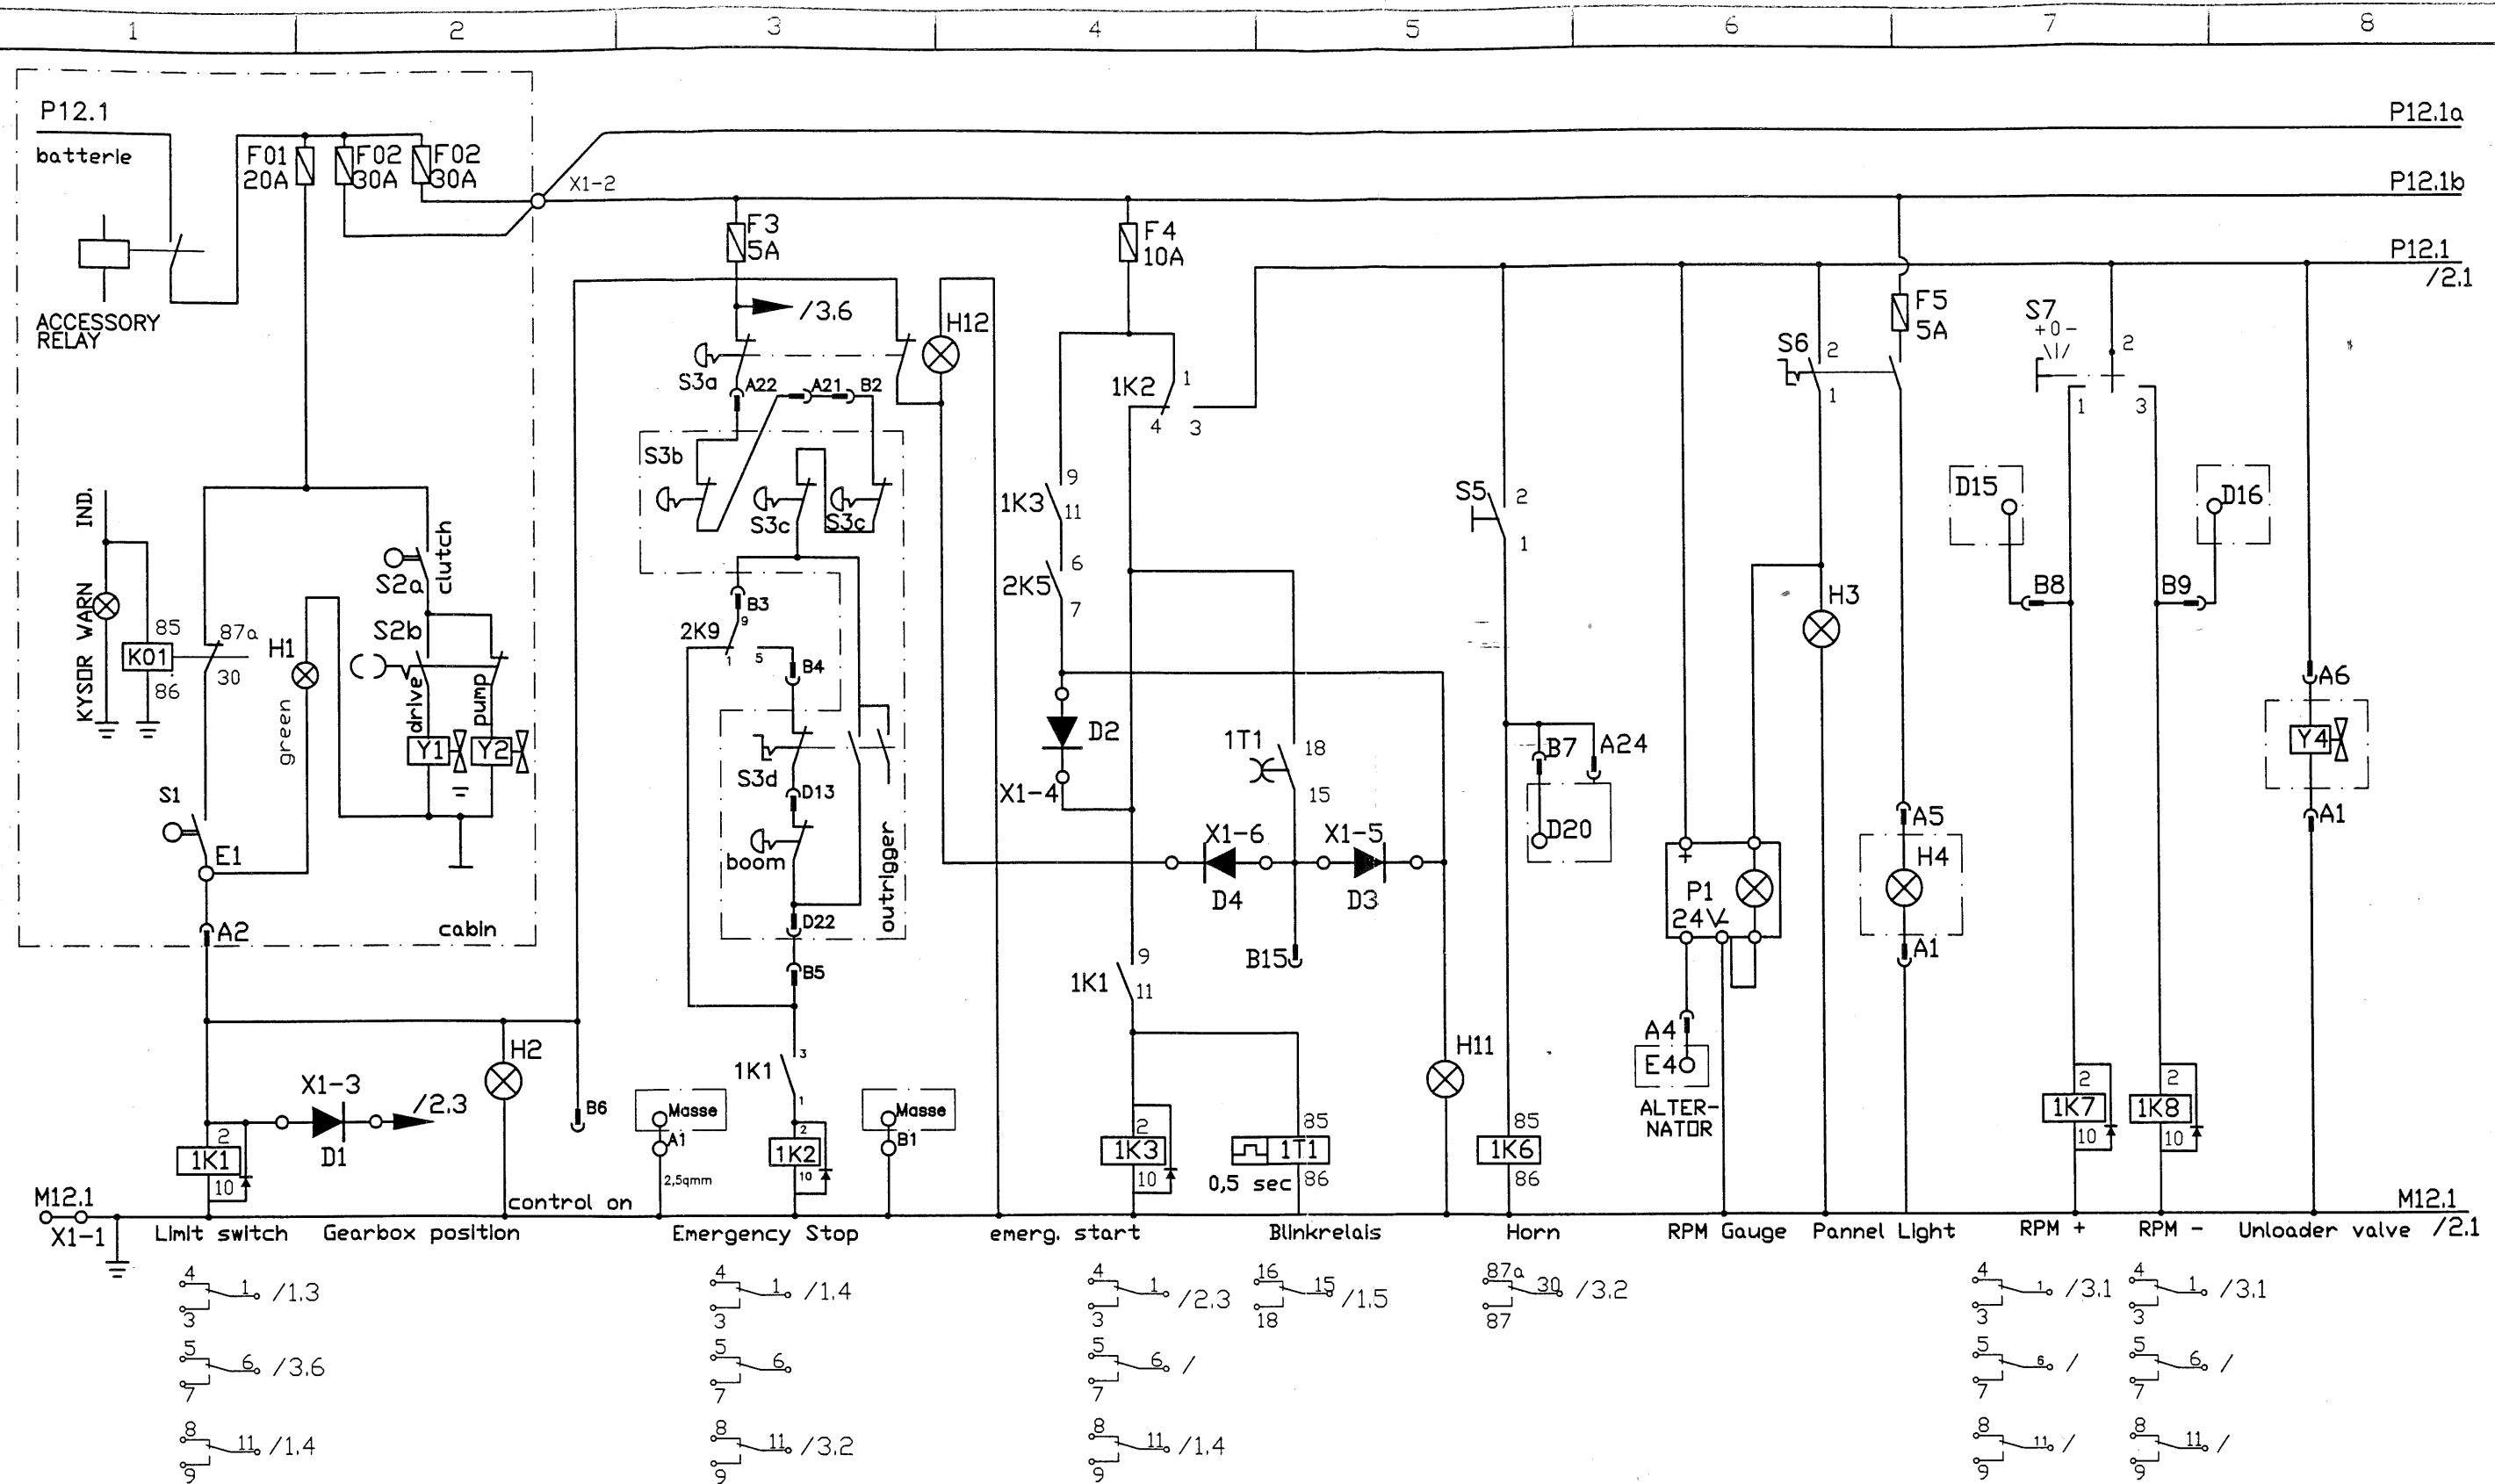 1 2 3 4 5 6 7 8
P12.1
batterie
F01
20A
F02
30A
F02
30A
X1-2
P12.1a
P12.1b
P12.1
/2.1
ACCESSORY
RELAY
F3
5A
/3.6
H12
S3a
A22
A21
B2
S3b
S3c
S3c
F4
10A
1K2
1
4
3
F5
5A
S6
2
1
S7
+0-
\|/
2
1
3
KYSOR WARN IND.
85
K01
86
87a
30
H1
green
S2a
clutch
S2b
drive
pump
Y1
Y2
S1
E1
A2
cabin
B3
2K9
9
1
5
B4
S3d
D13
boom
D22
outrigger
B5
1K3
9
11
2K5
6
7
D2
X1-4
1T1
18
15
X1-6
X1-5
D4
D3
B15
1K1
9
11
S5
2
1
B7
A24
D20
H3
P1
24V
+
A4
E4
ALTER-
NATOR
A5
H4
A1
D15
B8
D16
B9
A6
Y4
A1
H2
X1-3
/2.3
D1
2
1K1
10
B6
control on
Masse
A1
2,5qmm
1K1
3
1
2
1K2
10
Masse
B1
2
1K3
10
85
1T1
86
0,5 sec
H11
85
1K6
86
2
1K7
10
2
1K8
10
M12.1
X1-1
M12.1
/2.1
Limit switch Gearbox position Emergency Stop emerg. start Blinkrelais Horn RPM Gauge Pannel Light RPM + RPM - Unloader valve
4 1 /1.3
3
5 6 /3.6
7
8 11 /1.4
9
4 1 /1.4
3
5 6
7
8 11 /3.2
9
4 1 /2.3
3
5 6 /
7
8 11 /1.4
9
16 15 /1.5
18
87a 30 /3.2
87
4 1 /3.1
3
5 6 /
7
8 11 /
9
4 1 /3.1
3
5 6 /
7
8 11 /
9